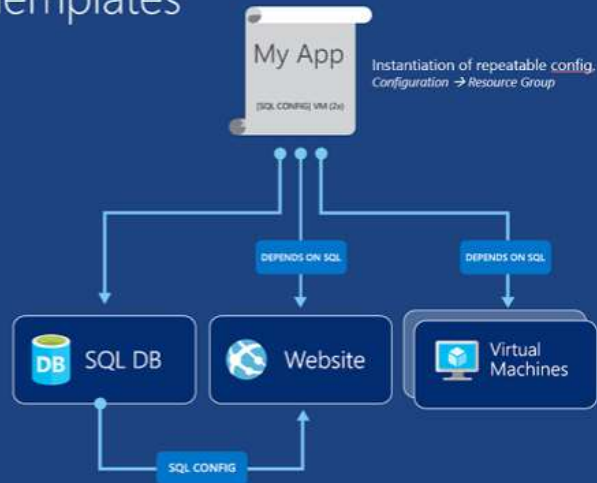 Templates
My App
[SQL CONFIG] VM (2x)
Instantiation of repeatable config.
Configuration → Resource Group
DEPENDS ON SQL
DEPENDS ON SQL
DB
SQL DB
Website
Virtual
Machines
SQL CONFIG